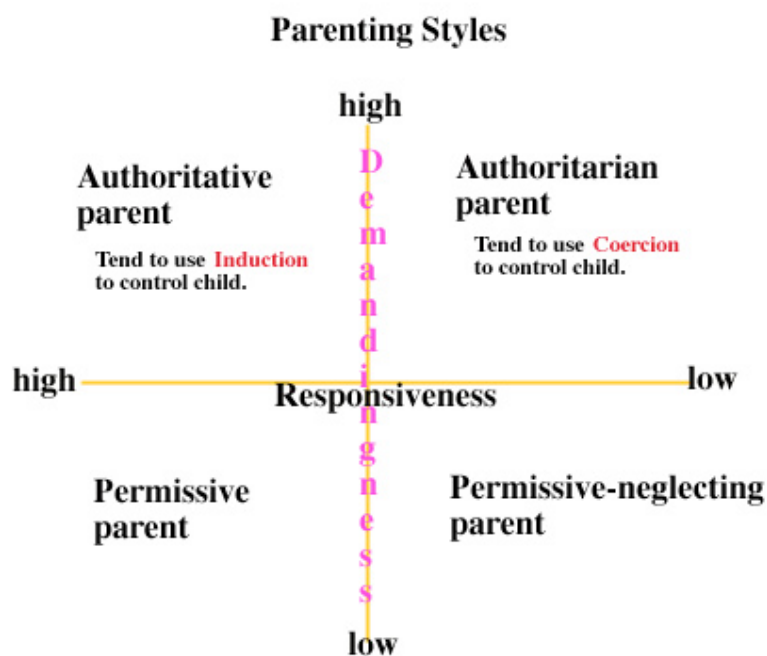 Parenting Styles
high
Authoritative
parent
Tend to use Induction
to control child.
Authoritarian
parent
Tend to use Coercion
to control child.
Demandingness
high
low
Responsiveness
Permissive
parent
Permissive-neglecting
parent
low